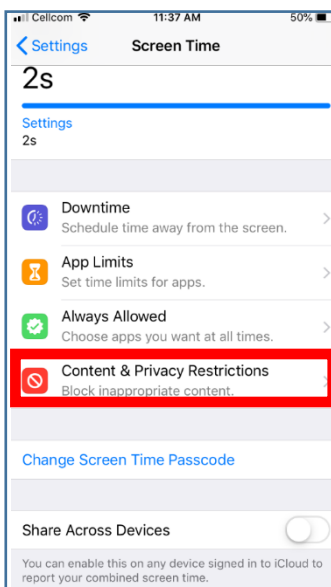 Cellcom 11:37 AM 50%
Settings Screen Time
2s
Settings
2s
Downtime
Schedule time away from the screen.
App Limits
Set time limits for apps.
Always Allowed
Choose apps you want at all times.
Content & Privacy Restrictions
Block inappropriate content.
Change Screen Time Passcode
Share Across Devices
You can enable this on any device signed in to iCloud to
report your combined screen time.